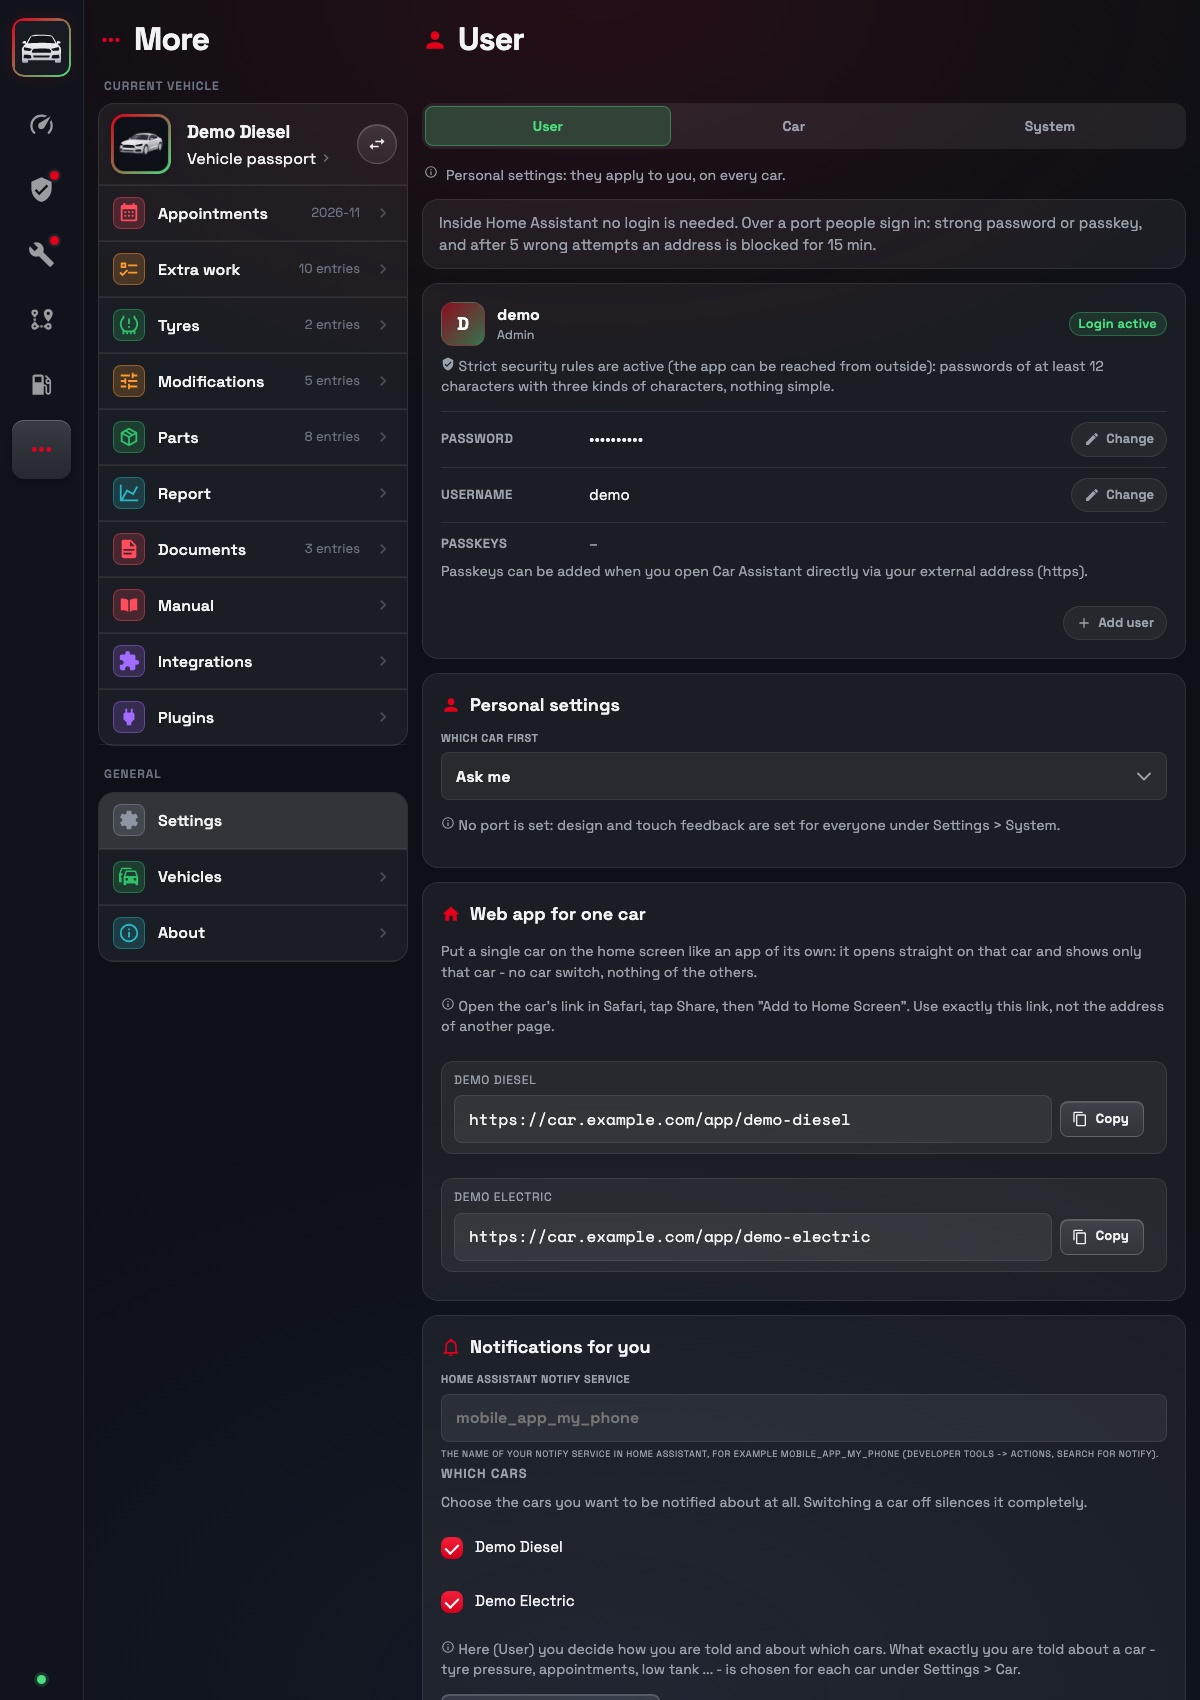 More
CURRENT VEHICLE
Demo Diesel
Vehicle passport
Appointments 2026-11
Extra work 10 entries
Tyres 2 entries
Modifications 5 entries
Parts 8 entries
Report
Documents 3 entries
Manual
Integrations
Plugins
GENERAL
Settings
Vehicles
About
User
User Car System
Personal settings: they apply to you, on every car.
Inside Home Assistant no login is needed. Over a port people sign in: strong password or passkey,
and after 5 wrong attempts an address is blocked for 15 min.
D
demo
Admin
Login active
Strict security rules are active (the app can be reached from outside): passwords of at least 12
characters with three kinds of characters, nothing simple.
PASSWORD •••••••••• Change
USERNAME demo Change
PASSKEYS –
Passkeys can be added when you open Car Assistant directly via your external address (https).
Add user
Personal settings
WHICH CAR FIRST
Ask me
No port is set: design and touch feedback are set for everyone under Settings > System.
Web app for one car
Put a single car on the home screen like an app of its own: it opens straight on that car and shows only
that car - no car switch, nothing of the others.
Open the car's link in Safari, tap Share, then "Add to Home Screen". Use exactly this link, not the address
of another page.
DEMO DIESEL
https://car.example.com/app/demo-diesel Copy
DEMO ELECTRIC
https://car.example.com/app/demo-electric Copy
Notifications for you
HOME ASSISTANT NOTIFY SERVICE
mobile_app_my_phone
THE NAME OF YOUR NOTIFY SERVICE IN HOME ASSISTANT, FOR EXAMPLE MOBILE_APP_MY_PHONE (DEVELOPER TOOLS -> ACTIONS, SEARCH FOR NOTIFY).
WHICH CARS
Choose the cars you want to be notified about at all. Switching a car off silences it completely.
Demo Diesel
Demo Electric
Here (User) you decide how you are told and about which cars. What exactly you are told about a car -
tyre pressure, appointments, low tank ... - is chosen for each car under Settings > Car.